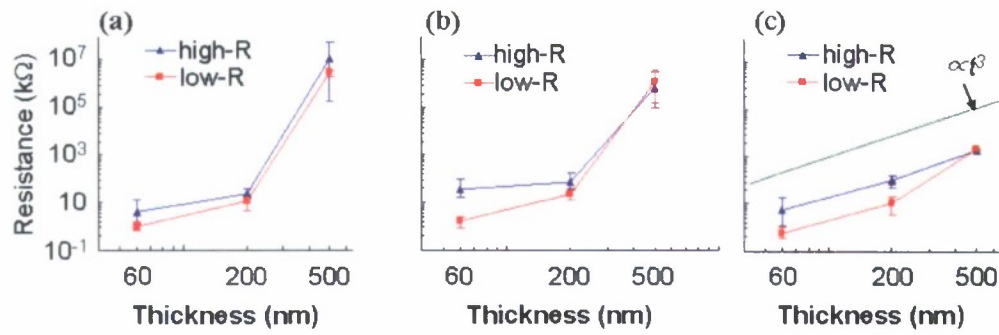 (a) (b) (c)
high-R high-R high-R
low-R low-R low-R
∝t³
Resistance (kΩ)
10⁷
10⁵
10³
10
10⁻¹
60 200 500 60 200 500 60 200 500
Thickness (nm) Thickness (nm) Thickness (nm)